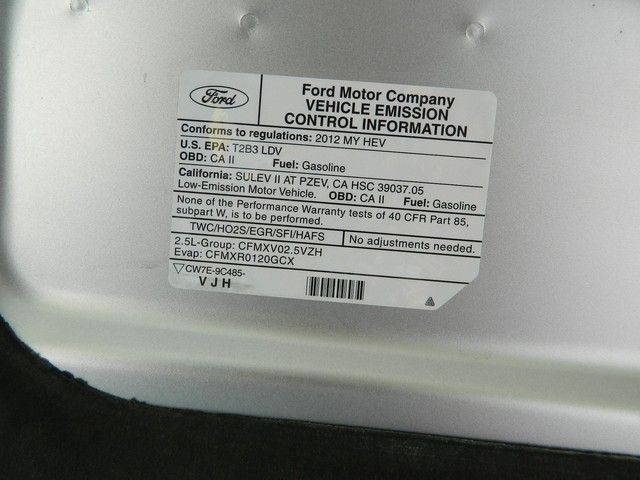 Ford
Ford Motor Company
VEHICLE EMISSION
CONTROL INFORMATION
Conforms to regulations: 2012 MY HEV
U.S. EPA: T2B3 LDV
OBD: CA II Fuel: Gasoline
California: SULEV II AT PZEV, CA HSC 39037.05
Low-Emission Motor Vehicle. OBD: CA II Fuel: Gasoline
None of the Performance Warranty tests of 40 CFR Part 85,
subpart W, is to be performed.
TWC/HO2S/EGR/SFI/HAFS No adjustments needed.
2.5L-Group: CFMXV02.5VZH
Evap: CFMXR0120GCX
CW7E-9C485-
VJH